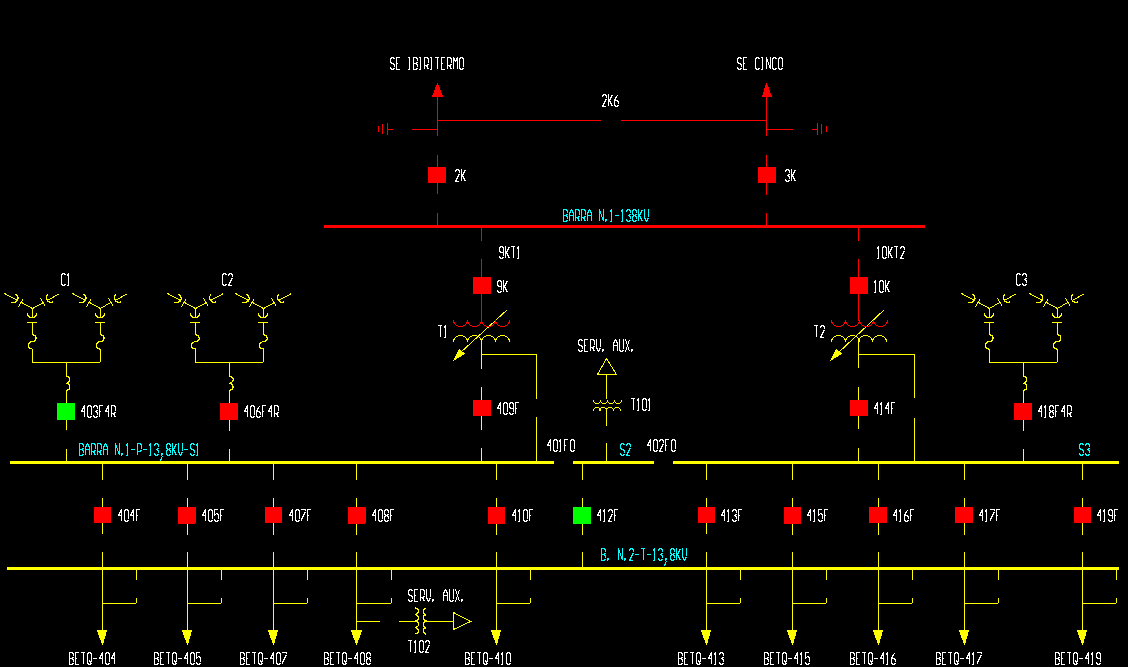 SE IBIRITERMO
SE CINCO
2K6
2K
3K
BARRA N.1-138KV
9KT1
10KT2
C1
C2
9K
10K
C3
T1
T2
SERV. AUX.
403F4R
406F4R
409F
T101
414F
418F4R
BARRA N.1-P-13,8KV-S1
401F0
S2
402F0
S3
404F
405F
407F
408F
410F
412F
413F
415F
416F
417F
419F
B. N.2-T-13,8KV
SERV. AUX.
T102
BETQ-404
BETQ-405
BETQ-407
BETQ-408
BETQ-410
BETQ-413
BETQ-415
BETQ-416
BETQ-417
BETQ-419